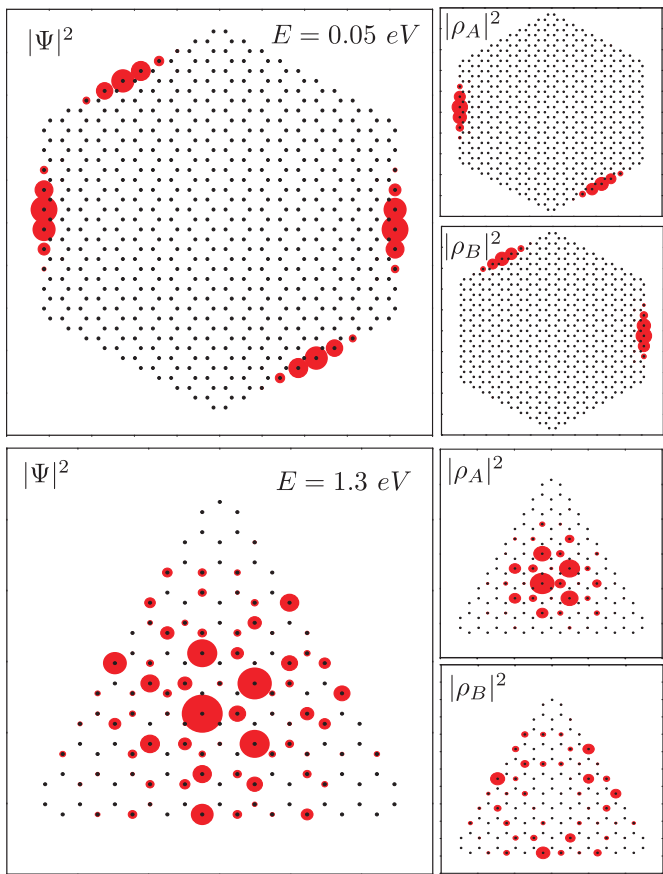 |Ψ|² E = 0.05 eV
|ρ_A|²
|ρ_B|²
|Ψ|² E = 1.3 eV
|ρ_A|²
|ρ_B|²